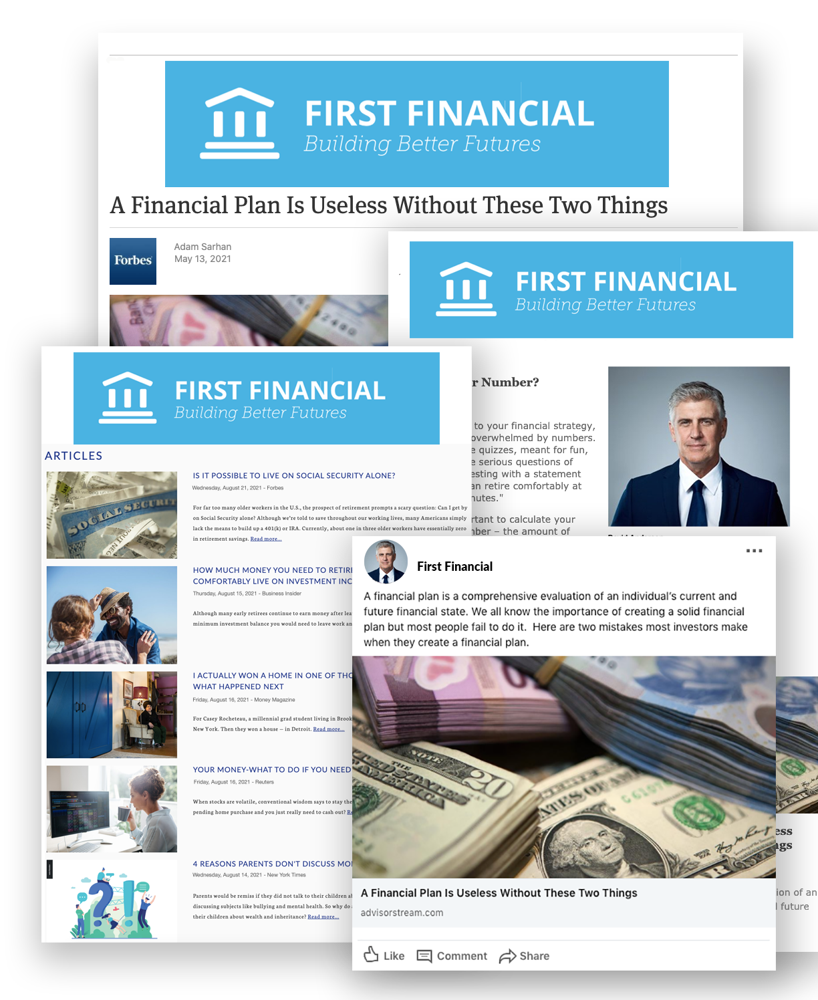 FIRST FINANCIAL
Building Better Futures
A Financial Plan Is Useless Without These Two Things
Forbes
Adam Sarhan
May 13, 2021
FIRST FINANCIAL
Building Better Futures
r Number?
to your financial strategy,
overwhelmed by numbers.
e quizzes, meant for fun,
e serious questions of
esting with a statement
an retire comfortably at
nutes."
rtant to calculate your
nber – the amount of
ess
ngs
ion of an
future
FIRST FINANCIAL
Building Better Futures
ARTICLES
SOCIAL SECURIT
IS IT POSSIBLE TO LIVE ON SOCIAL SECURITY ALONE?
Wednesday, August 21, 2021 - Forbes
For far too many older workers in the U.S., the prospect of retirement prompts a scary question: Can I get by
on Social Security alone? Although we're told to save throughout our working lives, many Americans simply
lack the means to build up a 401(k) or IRA. Currently, about one in three older workers have essentially zero
in retirement savings. Read more...
HOW MUCH MONEY YOU NEED TO RETIR
COMFORTABLY LIVE ON INVESTMENT INC
Thursday, August 15, 2021 - Business Insider
Although many early retirees continue to earn money after lea
minimum investment balance you would need to leave work an
I ACTUALLY WON A HOME IN ONE OF THO
WHAT HAPPENED NEXT
Friday, August 16, 2021 - Money Magazine
For Casey Rocheteau, a millennial grad student living in Brook
New York. Then they won a house — in Detroit. Read more...
YOUR MONEY-WHAT TO DO IF YOU NEED
Friday, August 16, 2021 - Reuters
When stocks are volatile, conventional wisdom says to stay the
pending home purchase and you just really need to cash out? Re
4 REASONS PARENTS DON'T DISCUSS MO
Wednesday, August 14, 2021 - New York Times
Parents would be remiss if they did not talk to their children ab
discussing subjects like bullying and mental health. So why do
their children about wealth and inheritance? Read more...
First Financial
A financial plan is a comprehensive evaluation of an individual's current and
future financial state. We all know the importance of creating a solid financial
plan but most people fail to do it. Here are two mistakes most investors make
when they create a financial plan.
NOTE
20
A Financial Plan Is Useless Without These Two Things
advisorstream.com
Like Comment Share